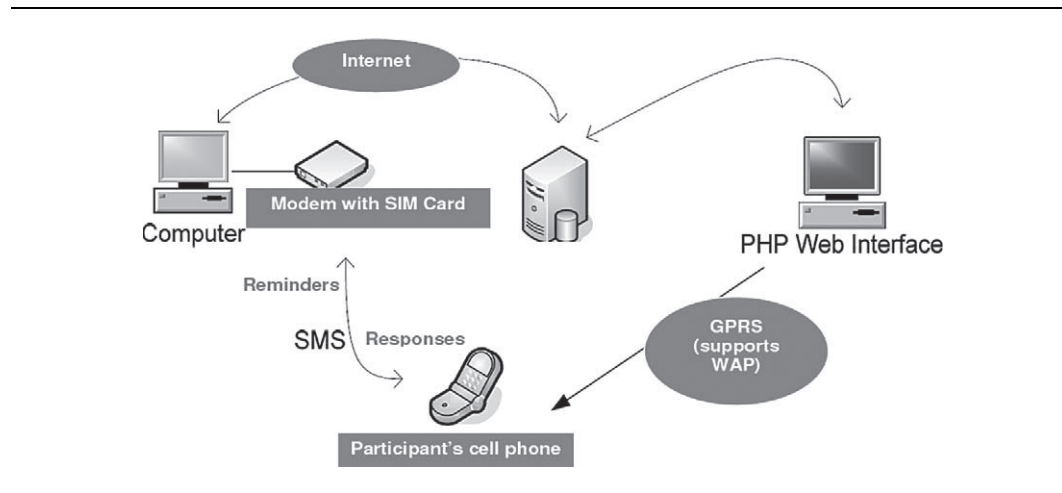 Internet
Modem with SIM Card
Computer
PHP Web Interface
Reminders
SMS
Responses
GPRS
(supports
WAP)
Participant's cell phone